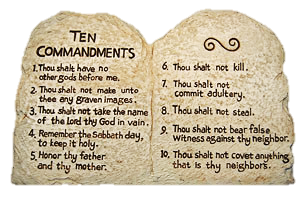 TEN
COMMANDMENTS
1. Thou shalt have no
other gods before me.
2. Thou shalt not make unto
thee any graven images.
3. Thou shalt not take the name
of the Lord thy God in vain.
4. Remember the Sabbath day,
to keep it holy.
5. Honor thy father
and thy mother.
6. Thou shalt not kill.
7. Thou shalt not
commit adultery.
8. Thou shalt not steal.
9. Thou shalt not bear false
witness against thy neighbor.
10. Thou shalt not covet anything
that is thy neighbors.